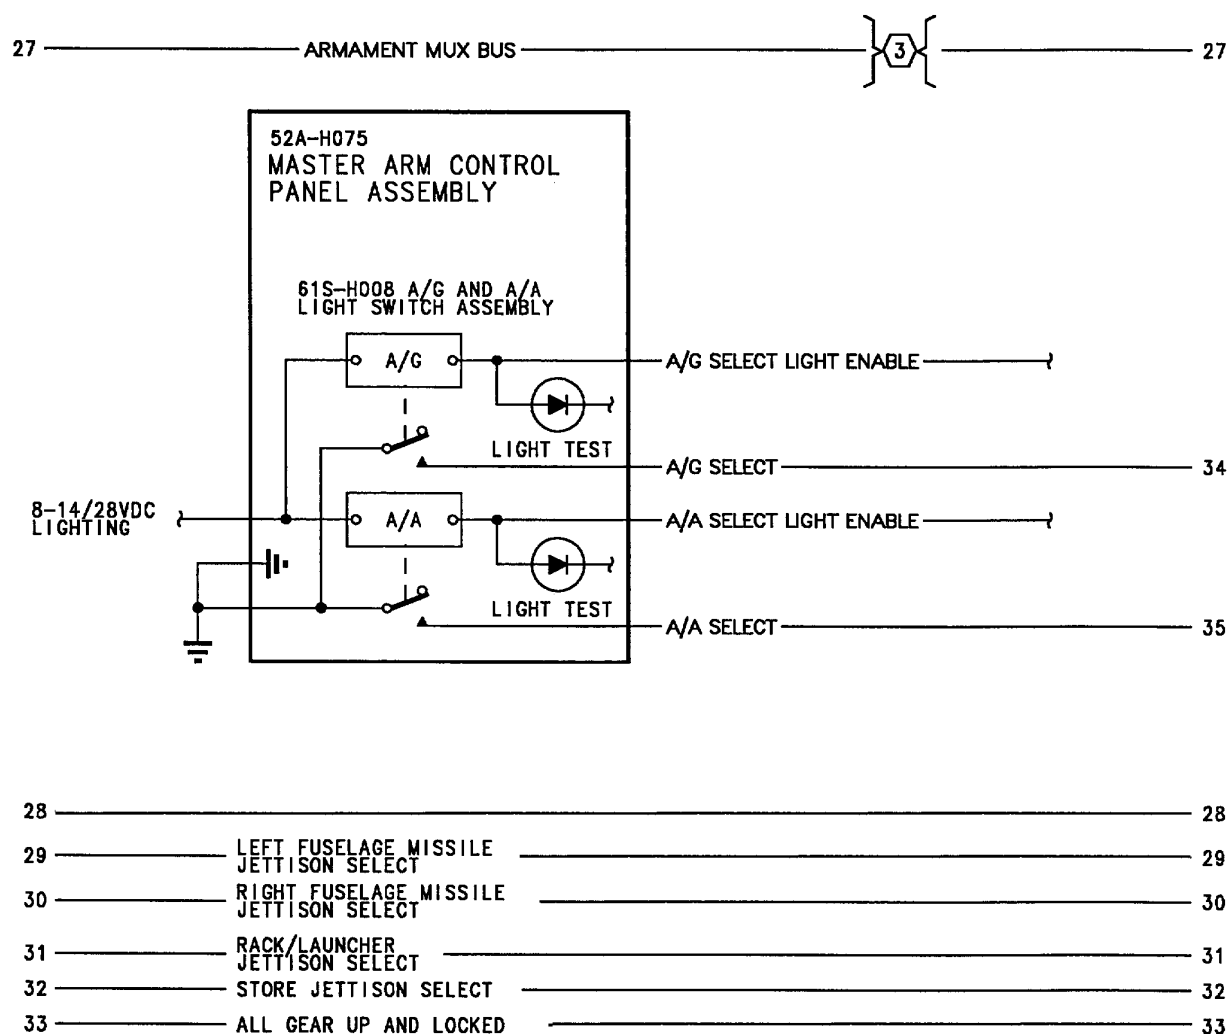 27 ARMAMENT MUX BUS 3 27
52A-H075
MASTER ARM CONTROL
PANEL ASSEMBLY
61S-H008 A/G AND A/A
LIGHT SWITCH ASSEMBLY
A/G
A/G SELECT LIGHT ENABLE
LIGHT TEST
A/G SELECT 34
8-14/28VDC
LIGHTING
A/A
A/A SELECT LIGHT ENABLE
LIGHT TEST
A/A SELECT 35
28 28
29 LEFT FUSELAGE MISSILE
JETTISON SELECT 29
30 RIGHT FUSELAGE MISSILE
JETTISON SELECT 30
31 RACK/LAUNCHER
JETTISON SELECT 31
32 STORE JETTISON SELECT 32
33 ALL GEAR UP AND LOCKED 33